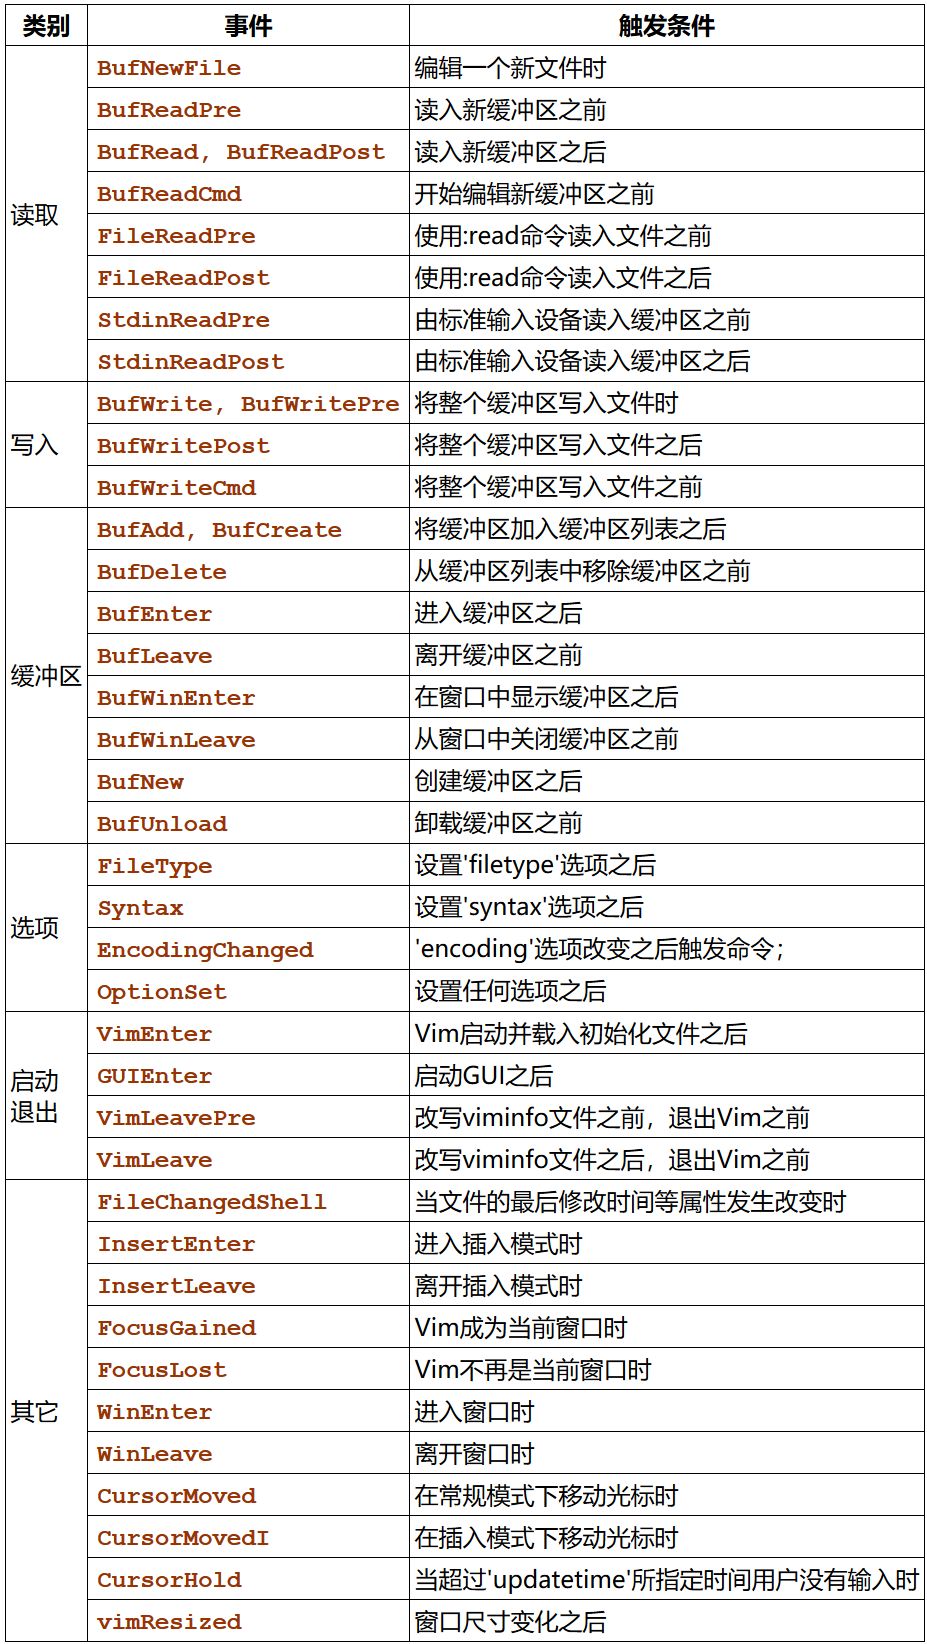 类别 事件 触发条件
读取
BufNewFile 编辑一个新文件时
BufReadPre 读入新缓冲区之前
BufRead, BufReadPost 读入新缓冲区之后
BufReadCmd 开始编辑新缓冲区之前
FileReadPre 使用:read命令读入文件之前
FileReadPost 使用:read命令读入文件之后
StdinReadPre 由标准输入设备读入缓冲区之前
StdinReadPost 由标准输入设备读入缓冲区之后
写入
BufWrite, BufWritePre 将整个缓冲区写入文件时
BufWritePost 将整个缓冲区写入文件之后
BufWriteCmd 将整个缓冲区写入文件之前
缓冲区
BufAdd, BufCreate 将缓冲区加入缓冲区列表之后
BufDelete 从缓冲区列表中移除缓冲区之前
BufEnter 进入缓冲区之后
BufLeave 离开缓冲区之前
BufWinEnter 在窗口中显示缓冲区之后
BufWinLeave 从窗口中关闭缓冲区之前
BufNew 创建缓冲区之后
BufUnload 卸载缓冲区之前
选项
FileType 设置'filetype'选项之后
Syntax 设置'syntax'选项之后
EncodingChanged 'encoding'选项改变之后触发命令；
OptionSet 设置任何选项之后
启动
退出
VimEnter Vim启动并载入初始化文件之后
GUIEnter 启动GUI之后
VimLeavePre 改写viminfo文件之前，退出Vim之前
VimLeave 改写viminfo文件之后，退出Vim之前
其它
FileChangedShell 当文件的最后修改时间等属性发生改变时
InsertEnter 进入插入模式时
InsertLeave 离开插入模式时
FocusGained Vim成为当前窗口时
FocusLost Vim不再是当前窗口时
WinEnter 进入窗口时
WinLeave 离开窗口时
CursorMoved 在常规模式下移动光标时
CursorMovedI 在插入模式下移动光标时
CursorHold 当超过'updatetime'所指定时间用户没有输入时
vimResized 窗口尺寸变化之后